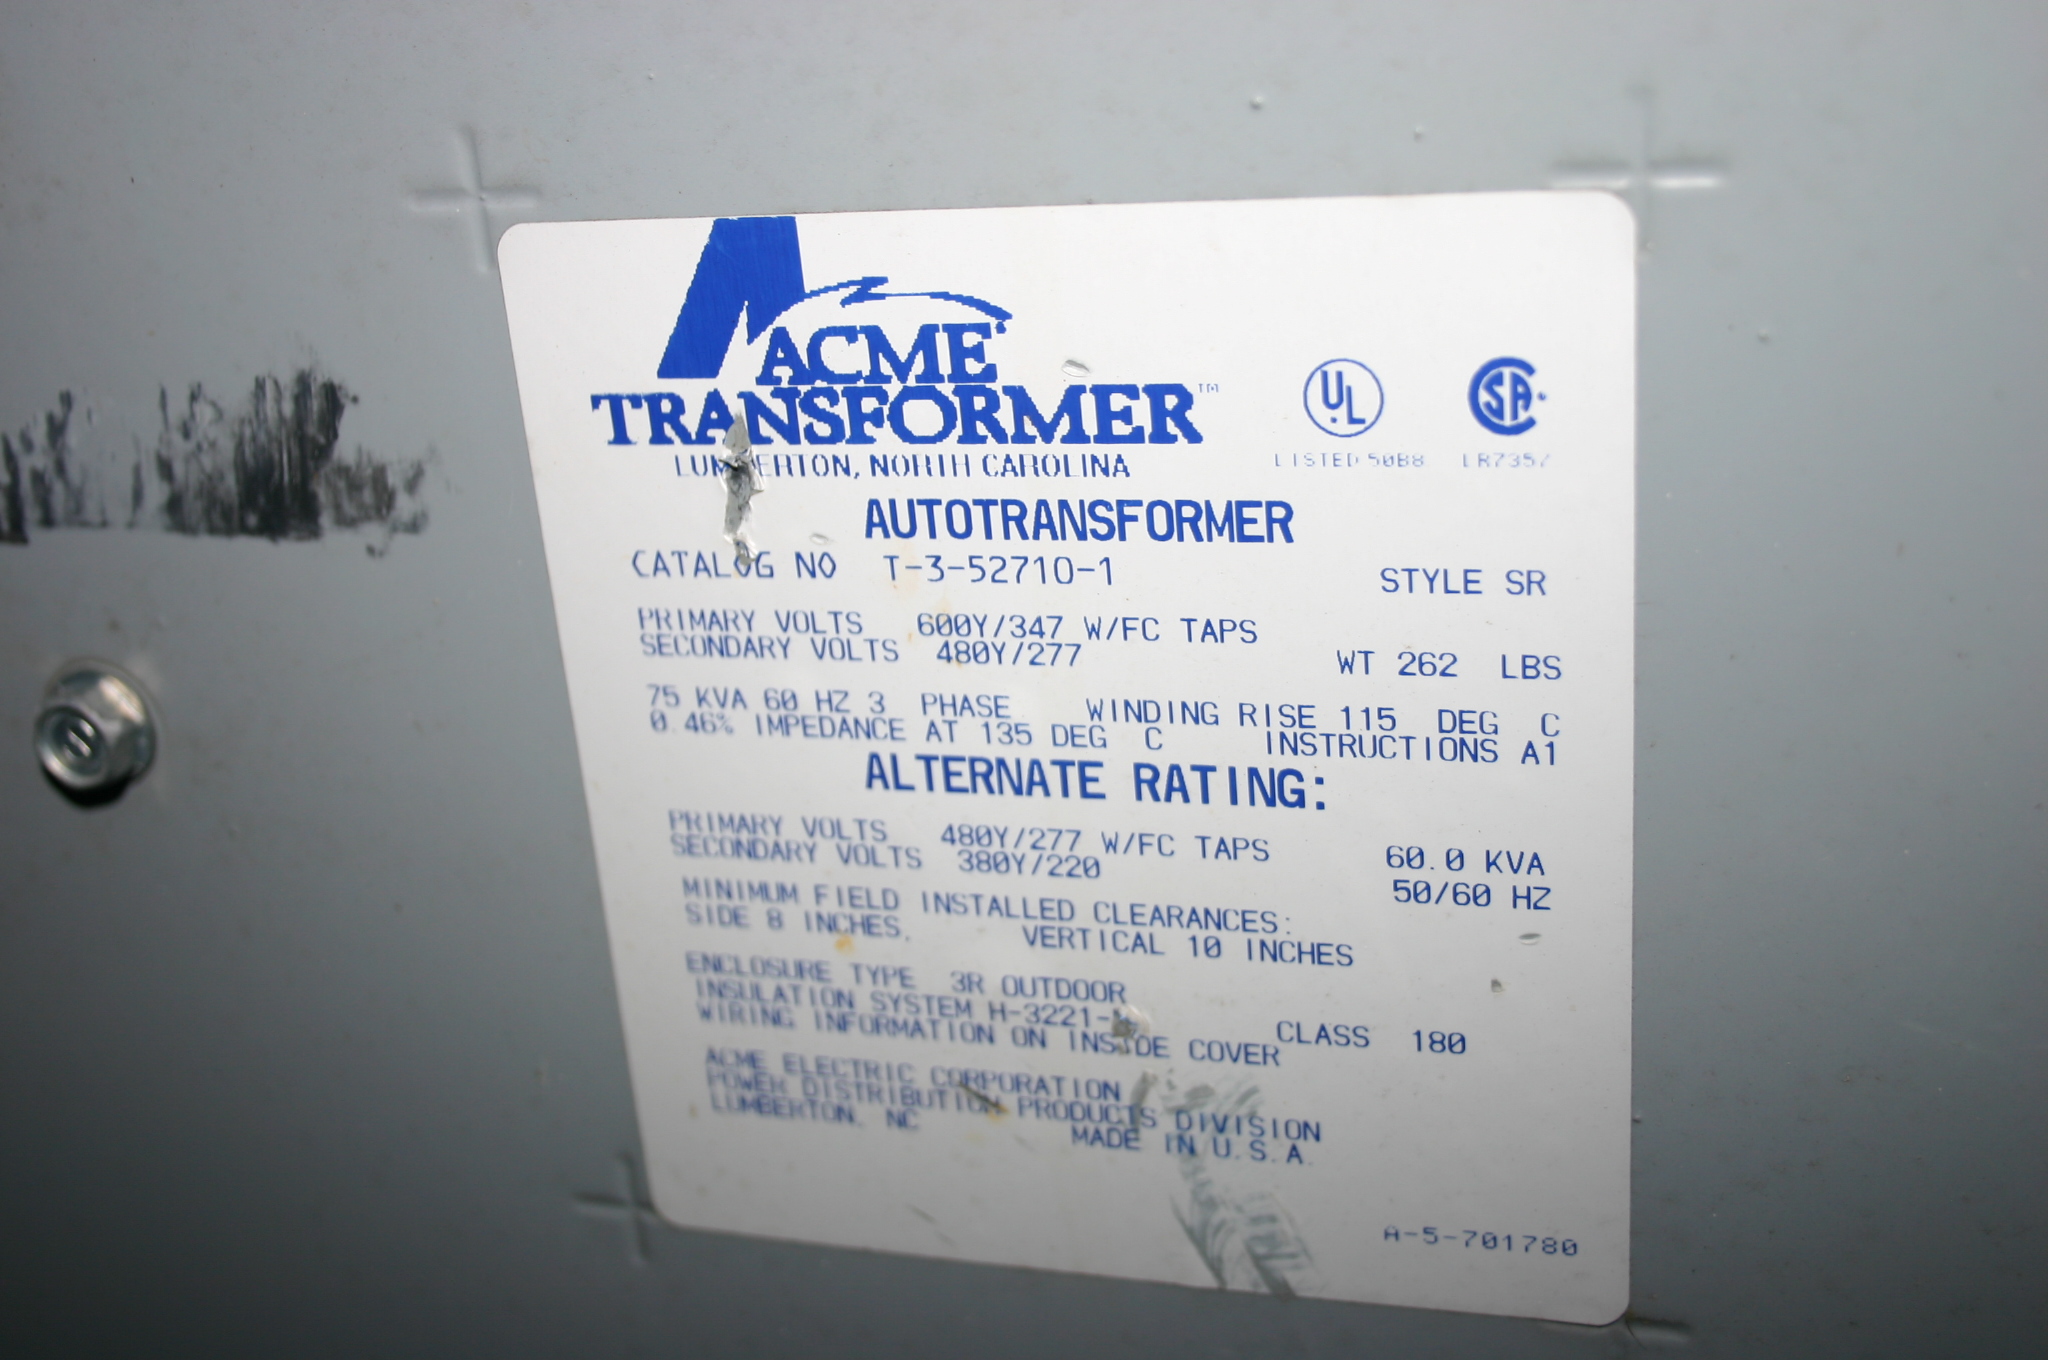 ACME
TRANSFORMER™
LUMBERTON, NORTH CAROLINA
UL
LISTED 50B8
SA
LR7357
AUTOTRANSFORMER
CATALOG NO T-3-52710-1
STYLE SR
PRIMARY VOLTS 600Y/347 W/FC TAPS
SECONDARY VOLTS 480Y/277
WT 262 LBS
75 KVA 60 HZ 3 PHASE WINDING RISE 115 DEG C
0.46% IMPEDANCE AT 135 DEG C INSTRUCTIONS A1
ALTERNATE RATING:
PRIMARY VOLTS 480Y/277 W/FC TAPS
SECONDARY VOLTS 380Y/220
60.0 KVA
50/60 HZ
MINIMUM FIELD INSTALLED CLEARANCES:
SIDE 8 INCHES, VERTICAL 10 INCHES
ENCLOSURE TYPE 3R OUTDOOR
INSULATION SYSTEM CLASS 180
WIRING INFORMATION ON INSIDE COVER
ACME ELECTRIC CORPORATION
POWER DISTRIBUTION PRODUCTS DIVISION
LUMBERTON, NC MADE IN U.S.A.
A-5-701780